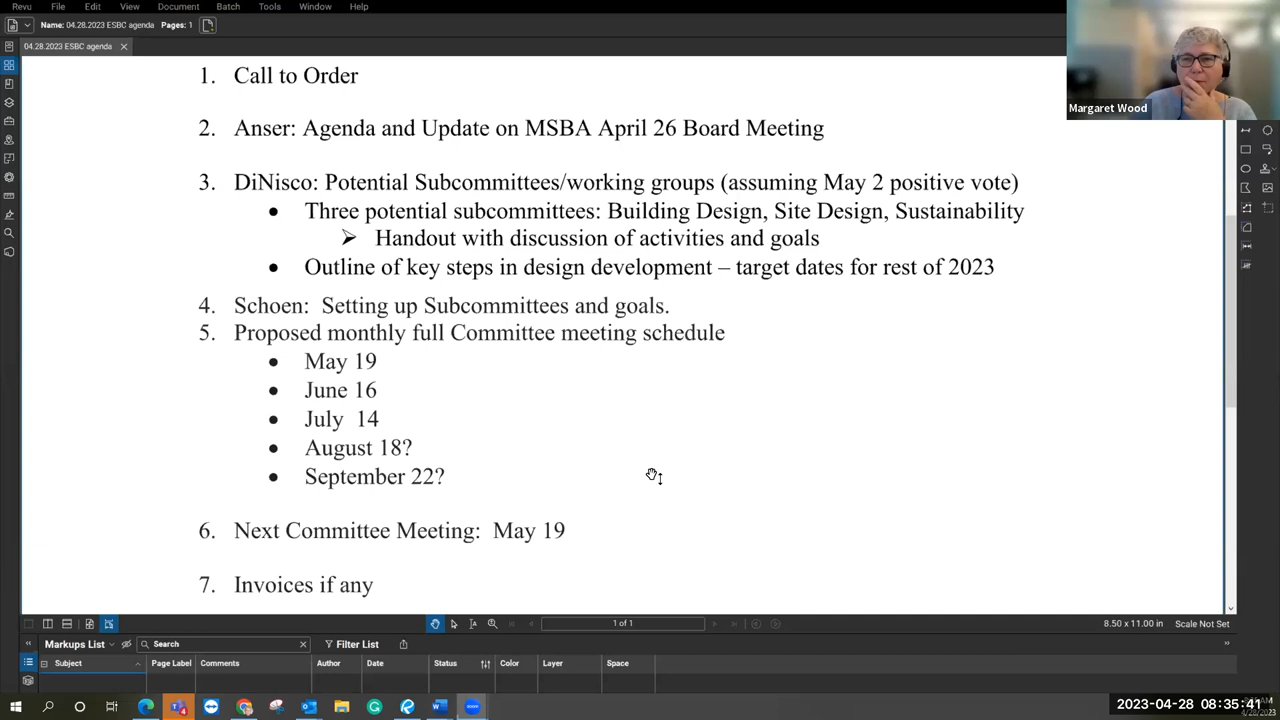 Revu File Edit View Document Batch Tools Window Help
Name: 04.28.2023 ESBC agenda Pages: 1
04.28.2023 ESBC agenda
Margaret Wood
1. Call to Order
2. Anser: Agenda and Update on MSBA April 26 Board Meeting
3. DiNisco: Potential Subcommittees/working groups (assuming May 2 positive vote)
• Three potential subcommittees: Building Design, Site Design, Sustainability
➢ Handout with discussion of activities and goals
• Outline of key steps in design development – target dates for rest of 2023
4. Schoen: Setting up Subcommittees and goals.
5. Proposed monthly full Committee meeting schedule
• May 19
• June 16
• July 14
• August 18?
• September 22?
6. Next Committee Meeting: May 19
7. Invoices if any
1 of 1 8.50 x 11.00 in Scale Not Set
Markups List Search Filter List
Subject Page Label Comments Author Date Status Color Layer Space
2023-04-28 08:35:41